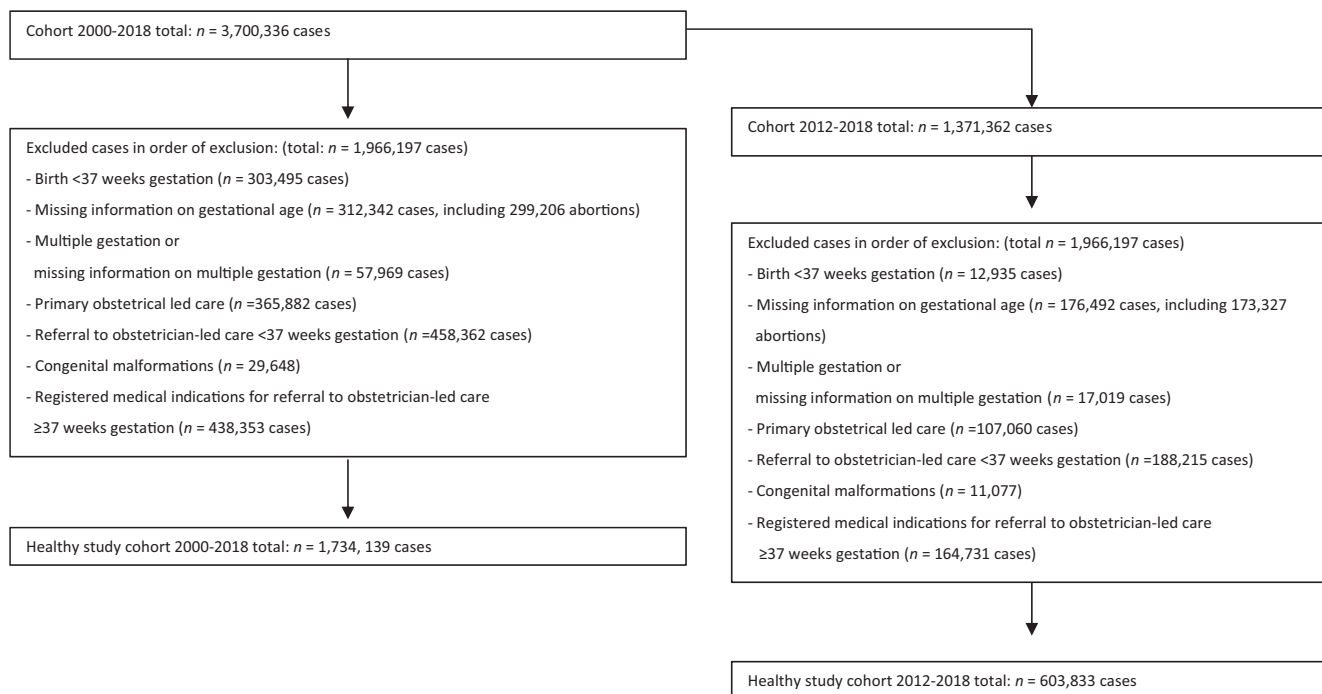 Cohort 2000-2018 total: n = 3,700,336 cases
Excluded cases in order of exclusion: (total: n = 1,966,197 cases)
- Birth <37 weeks gestation (n = 303,495 cases)
- Missing information on gestational age (n = 312,342 cases, including 299,206 abortions)
- Multiple gestation or
missing information on multiple gestation (n = 57,969 cases)
- Primary obstetrical led care (n =365,882 cases)
- Referral to obstetrician-led care <37 weeks gestation (n =458,362 cases)
- Congenital malformations (n = 29,648)
- Registered medical indications for referral to obstetrician-led care
≥37 weeks gestation (n = 438,353 cases)
Healthy study cohort 2000-2018 total: n = 1,734, 139 cases
Cohort 2012-2018 total: n = 1,371,362 cases
Excluded cases in order of exclusion: (total n = 1,966,197 cases)
- Birth <37 weeks gestation (n = 12,935 cases)
- Missing information on gestational age (n = 176,492 cases, including 173,327
abortions)
- Multiple gestation or
missing information on multiple gestation (n = 17,019 cases)
- Primary obstetrical led care (n =107,060 cases)
- Referral to obstetrician-led care <37 weeks gestation (n =188,215 cases)
- Congenital malformations (n = 11,077)
- Registered medical indications for referral to obstetrician-led care
≥37 weeks gestation (n = 164,731 cases)
Healthy study cohort 2012-2018 total: n = 603,833 cases